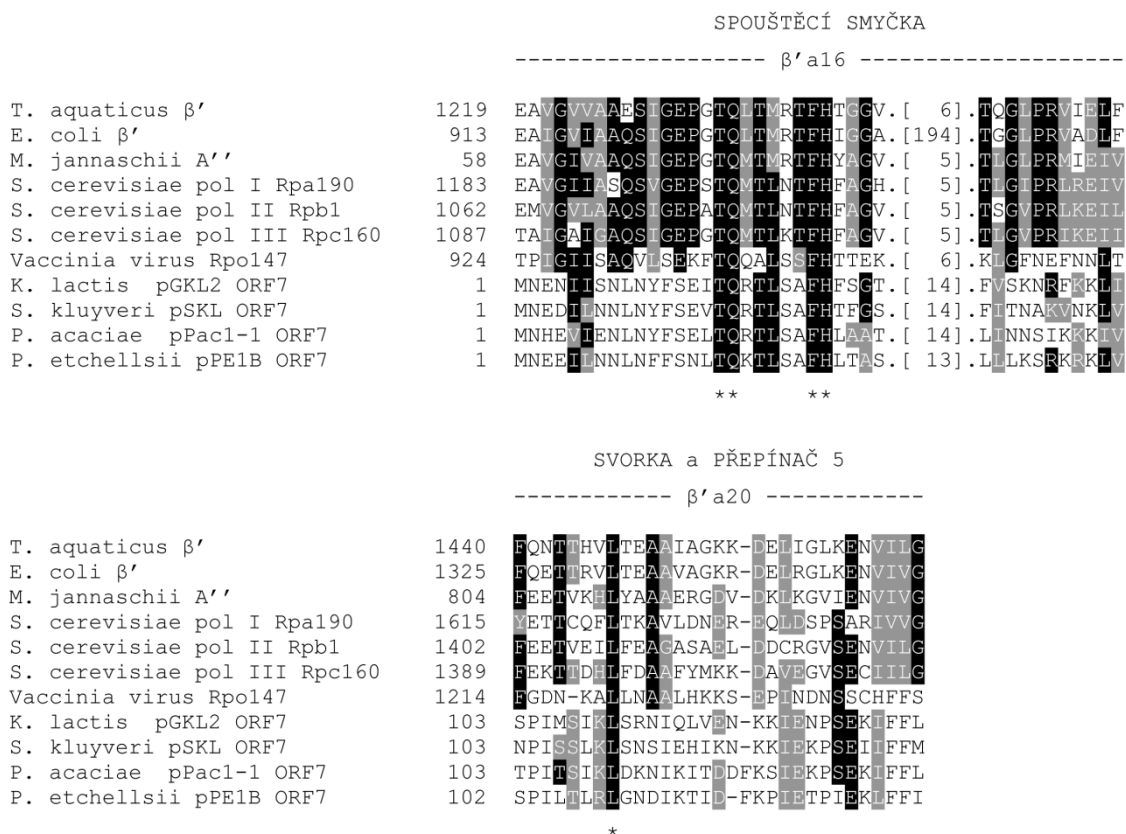 SPOUŠTĚCÍ SMYČKA
------------------- β’a16 --------------------
T. aquaticus β’ 1219 EAVGVVAAESIGEPGTQLTMRTFHTGGV.[ 6].TQGLPRVIELF
E. coli β’ 913 EAIGVIAAQSIGEPGTQLTMRTFHIGGA.[194].TGGLPRVADLF
M. jannaschii A’’ 58 EAVGIVAAQSIGEPGTQMTMRTFHYAGV.[ 5].TLGLPRMIEIV
S. cerevisiae pol I Rpa190 1183 EAVGIIASQSVGEPSTQMTLNTFHFAGH.[ 5].TLGIPRLREIV
S. cerevisiae pol II Rpb1 1062 EMVGVLAAQSIGEPATQMTLNTFHFAGV.[ 5].TSGVPRLKEIL
S. cerevisiae pol III Rpc160 1087 TAIGAIGAQSIGEPGTQMTLKTFHFAGV.[ 5].TLGVPRIKEII
Vaccinia virus Rpo147 924 TPIGIISAQVLSEKFTQQALSSFHTTEK.[ 6].KLGFNEFNNLT
K. lactis pGKL2 ORF7 1 MNENIISNLNYFSEITQRTLSAFHFSGT.[ 14].FVSKNRFKKLI
S. kluyveri pSKL ORF7 1 MNEDILNNLNYFSEVTQRTLSAFHTFGS.[ 14].FITNAKVNKLV
P. acaciae pPac1-1 ORF7 1 MNHEVIENLNYFSELTQRTLSAFHLAAT.[ 14].LINNSIKKKIV
P. etchellsii pPE1B ORF7 1 MNEEILNNLNFFSNLTQKTLSAFHLTAS.[ 13].LLLKSRKRKLV
** **
SVORKA a PŘEPÍNAČ 5
------------ β’a20 ------------
T. aquaticus β’ 1440 FQNTTHVLTEAAIAGKK-DELIGLKENVILG
E. coli β’ 1325 FQETTRVLTEAAVAGKR-DELRGLKENVIVG
M. jannaschii A’’ 804 FEETVKHLYAAAERGDV-DKLKGVIENVIVG
S. cerevisiae pol I Rpa190 1615 YETTCQFLTKAVLDNER-EQLDSPSARIVVG
S. cerevisiae pol II Rpb1 1402 FEETVEILFEAGASAEL-DDCRGVSENVILG
S. cerevisiae pol III Rpc160 1389 FEKTTDHLFDAAFYMKK-DAVEGVSECIILG
Vaccinia virus Rpo147 1214 FGDN-KALLNAALHKKS-EPINDNSSCHFFS
K. lactis pGKL2 ORF7 103 SPIMSIKLSRNIQLVEN-KKIENPSEKIFFL
S. kluyveri pSKL ORF7 103 NPISSLKLSNSIEHIKN-KKIEKPSEIIFFM
P. acaciae pPac1-1 ORF7 103 TPITSIKLDKNIKITDDFKSIEKPSEKIFFL
P. etchellsii pPE1B ORF7 102 SPILTLRLGNDIKTID-FKPIETPIEKLFFI
*